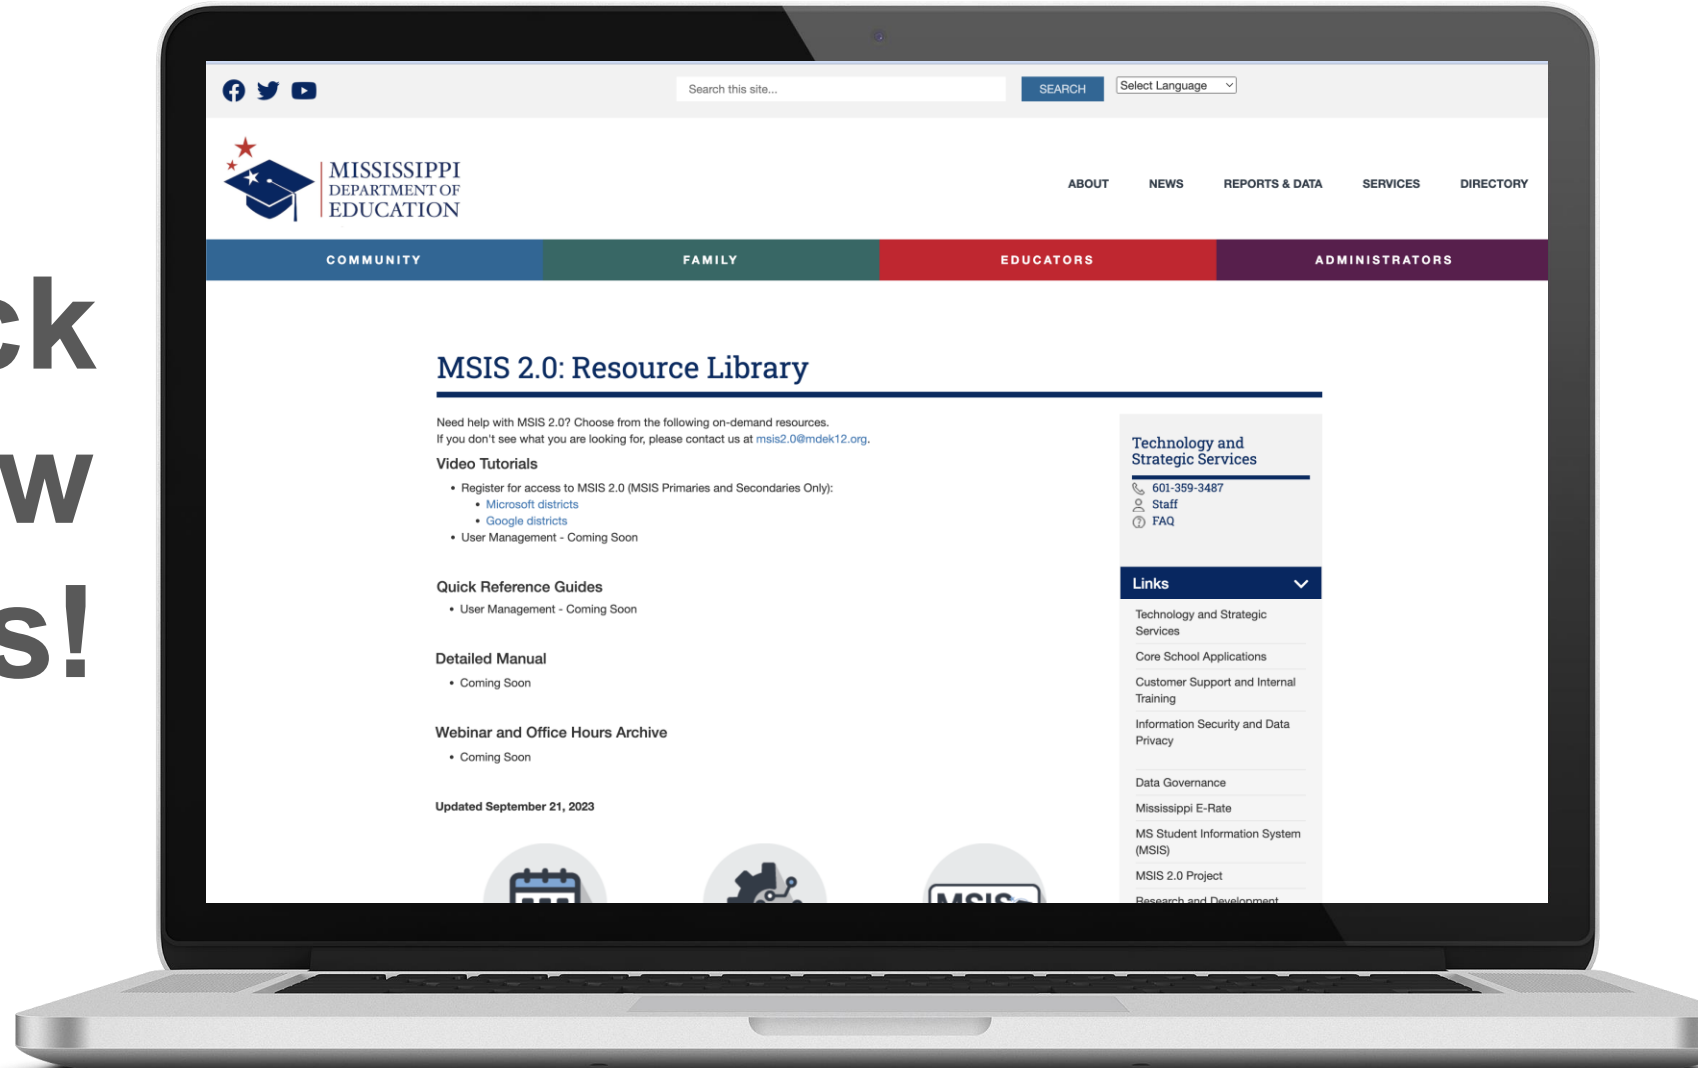 ck
w
s!
Search this site...
SEARCH
Select Language
MISSISSIPPI
DEPARTMENT OF
EDUCATION
ABOUT NEWS REPORTS & DATA SERVICES DIRECTORY
COMMUNITY FAMILY EDUCATORS ADMINISTRATORS
MSIS 2.0: Resource Library
Need help with MSIS 2.0? Choose from the following on-demand resources.
If you don't see what you are looking for, please contact us at msis2.0@mdek12.org.
Video Tutorials
• Register for access to MSIS 2.0 (MSIS Primaries and Secondaries Only):
• Microsoft districts
• Google districts
• User Management - Coming Soon
Quick Reference Guides
• User Management - Coming Soon
Detailed Manual
• Coming Soon
Webinar and Office Hours Archive
• Coming Soon
Updated September 21, 2023
MSIS
Technology and
Strategic Services
601-359-3487
Staff
FAQ
Links
Technology and Strategic
Services
Core School Applications
Customer Support and Internal
Training
Information Security and Data
Privacy
Data Governance
Mississippi E-Rate
MS Student Information System
(MSIS)
MSIS 2.0 Project
Research and Development